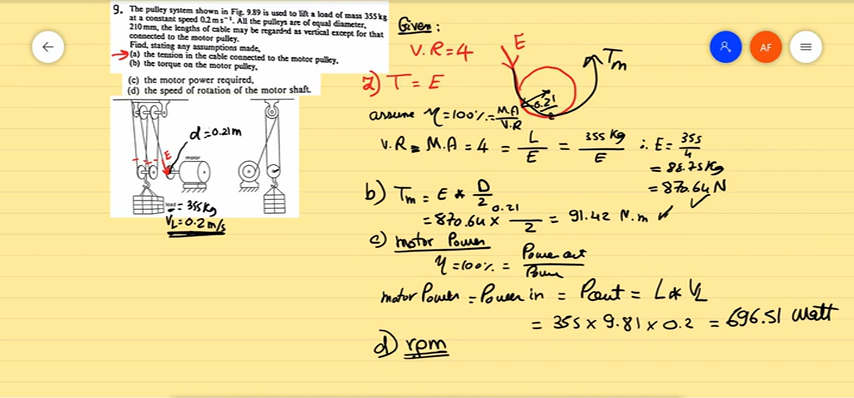 9. The pulley system shown in Fig. 9.89 is used to lift a load of mass 355 kg
at a constant speed 0.2 m s⁻¹. All the pulleys are of equal diameter,
210 mm, the lengths of cable may be regarded as vertical except for that
connected to the motor pulley.
Find, stating any assumptions made,
(a) the tension in the cable connected to the motor pulley,
(b) the torque on the motor pulley,
(c) the motor power required,
(d) the speed of rotation of the motor shaft.
d=0.21m
E
motor
load = 355 kg
VL = 0.2 m/s
Given :
V.R = 4
E
Tm
0.21/2
a) T = E
assume η = 100% = M.A/V.R
V.R = M.A = 4 = L/E = 355 kg/E ∴ E = 355/4
= 88.75 kg
= 870.64 N
b) Tm = E * D/2
= 870.64 × 0.21/2 = 91.42 N.m
c) motor Power
η = 100% = Power out/Power
motor Power = Power in = Pout = L * VL
= 355 × 9.81 × 0.2 = 696.51 watt
d) rpm
AF